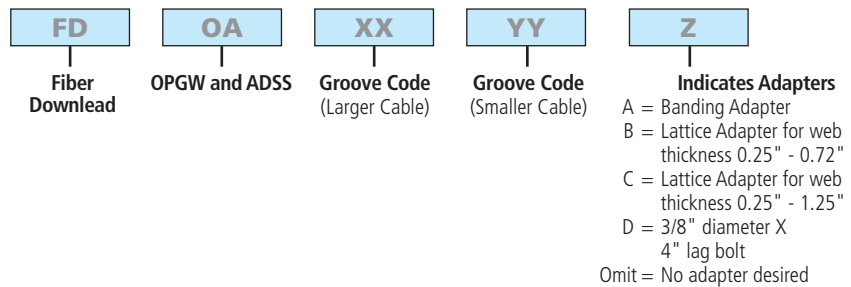 FD OA XX YY Z
Fiber
Downlead
OPGW and ADSS
Groove Code
(Larger Cable)
Groove Code
(Smaller Cable)
Indicates Adapters
A = Banding Adapter
B = Lattice Adapter for web
thickness 0.25" - 0.72"
C = Lattice Adapter for web
thickness 0.25" - 1.25"
D = 3/8" diameter X
4" lag bolt
Omit = No adapter desired